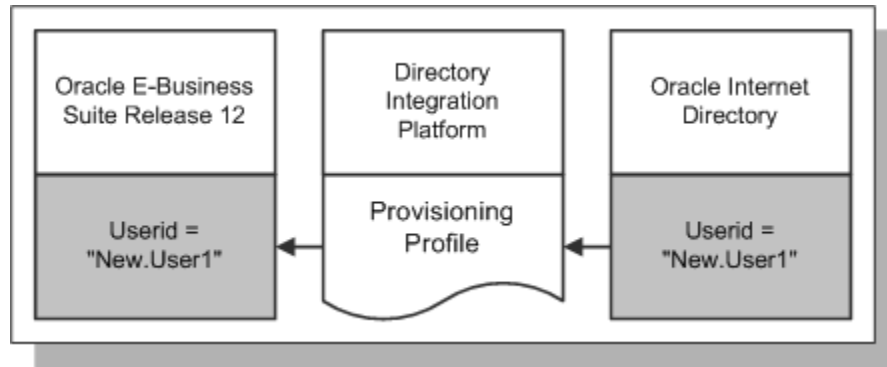 Oracle E-Business
Suite Release 12
Directory
Integration
Platform
Oracle Internet
Directory
Userid =
"New.User1"
Provisioning
Profile
Userid =
"New.User1"